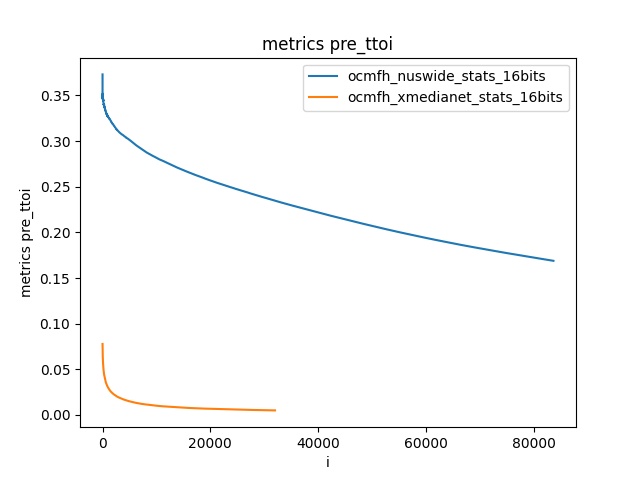 metrics pre_ttoi
ocmfh_nuswide_stats_16bits
ocmfh_xmedianet_stats_16bits
metrics pre_ttoi
0.35
0.30
0.25
0.20
0.15
0.10
0.05
0.00
0 20000 40000 60000 80000
i